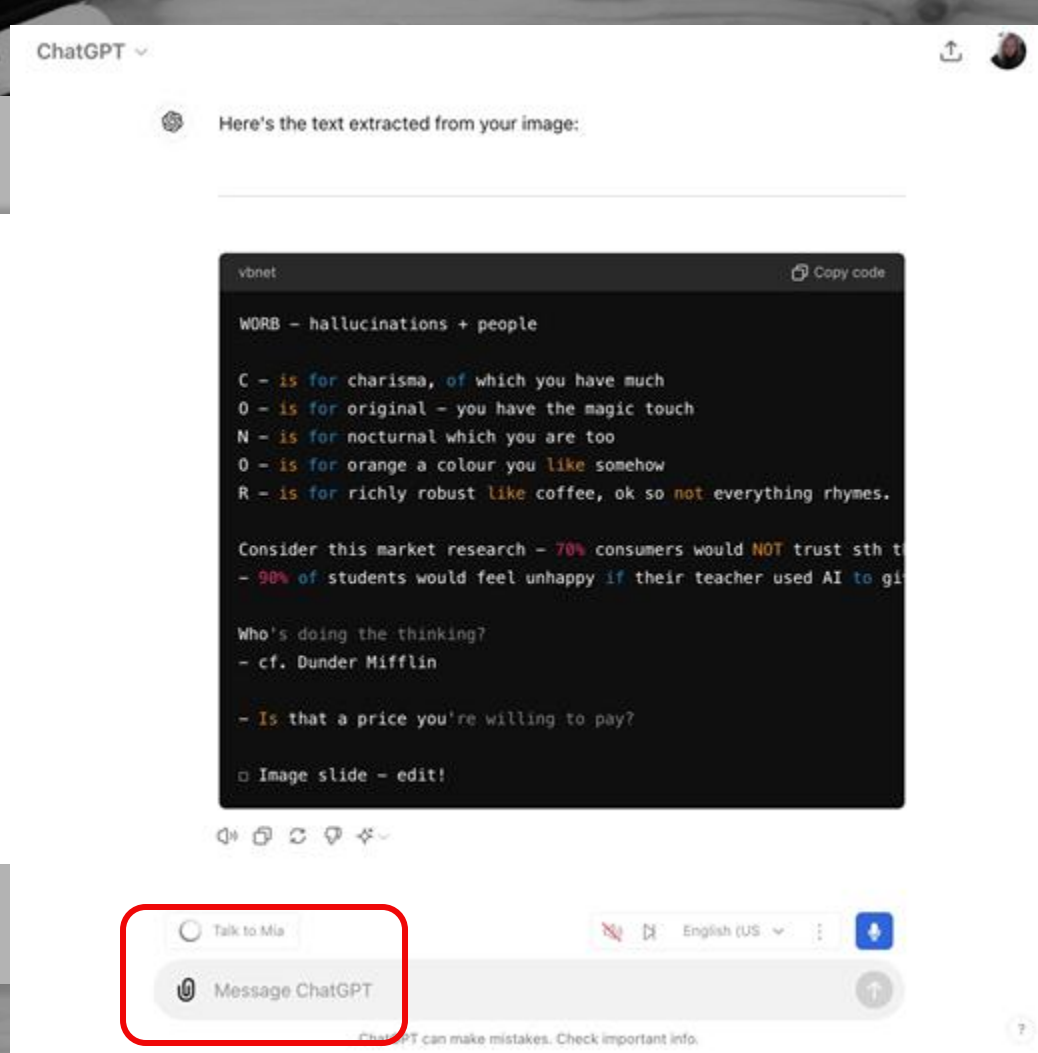 ChatGPT
Here's the text extracted from your image:
vbnet
Copy code
WORB – hallucinations + people
C – is for charisma, of which you have much
O – is for original – you have the magic touch
N – is for nocturnal which you are too
O – is for orange a colour you like somehow
R – is for richly robust like coffee, ok so not everything rhymes.
Consider this market research – 70% consumers would NOT trust sth
– 90% of students would feel unhappy if their teacher used AI to
Who's doing the thinking?
– cf. Dunder Mifflin
– Is that a price you're willing to pay?
□ Image slide – edit!
Talk to Mia
English (US
Message ChatGPT
ChatGPT can make mistakes. Check important info.
?